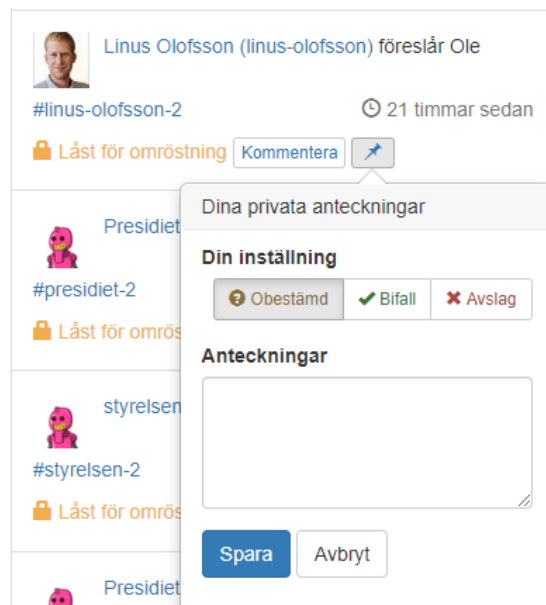 Linus Olofsson (linus-olofsson) föreslår Ole
#linus-olofsson-2 21 timmar sedan
Låst för omröstning Kommentera
Dina privata anteckningar
Din inställning
Obestämd Bifall Avslag
Anteckningar
Spara Avbryt
Presidiet
#presidiet-2
Låst för omrös
styrelsen
#styrelsen-2
Låst för omrös
Presidiet